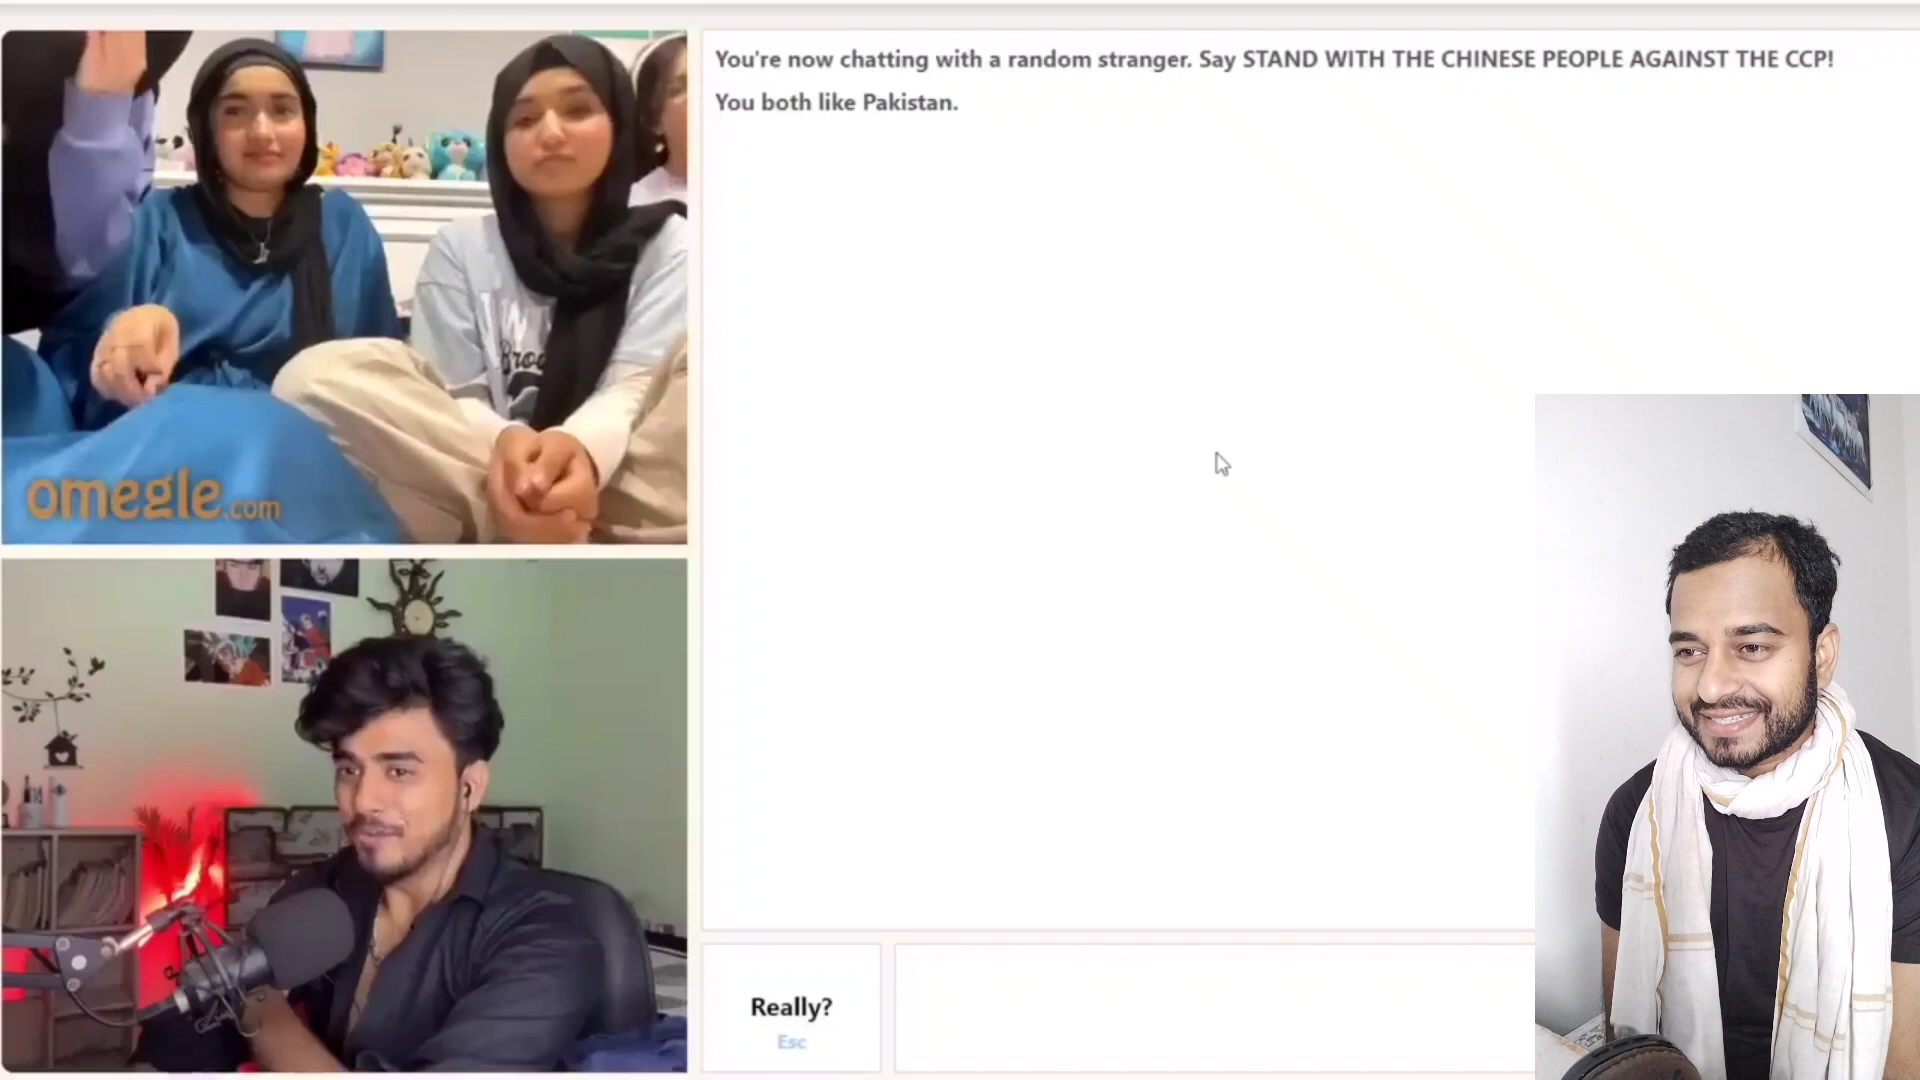 You're now chatting with a random stranger. Say STAND WITH THE CHINESE PEOPLE AGAINST THE CCP!
You both like Pakistan.
omegle.com
Really?
Esc